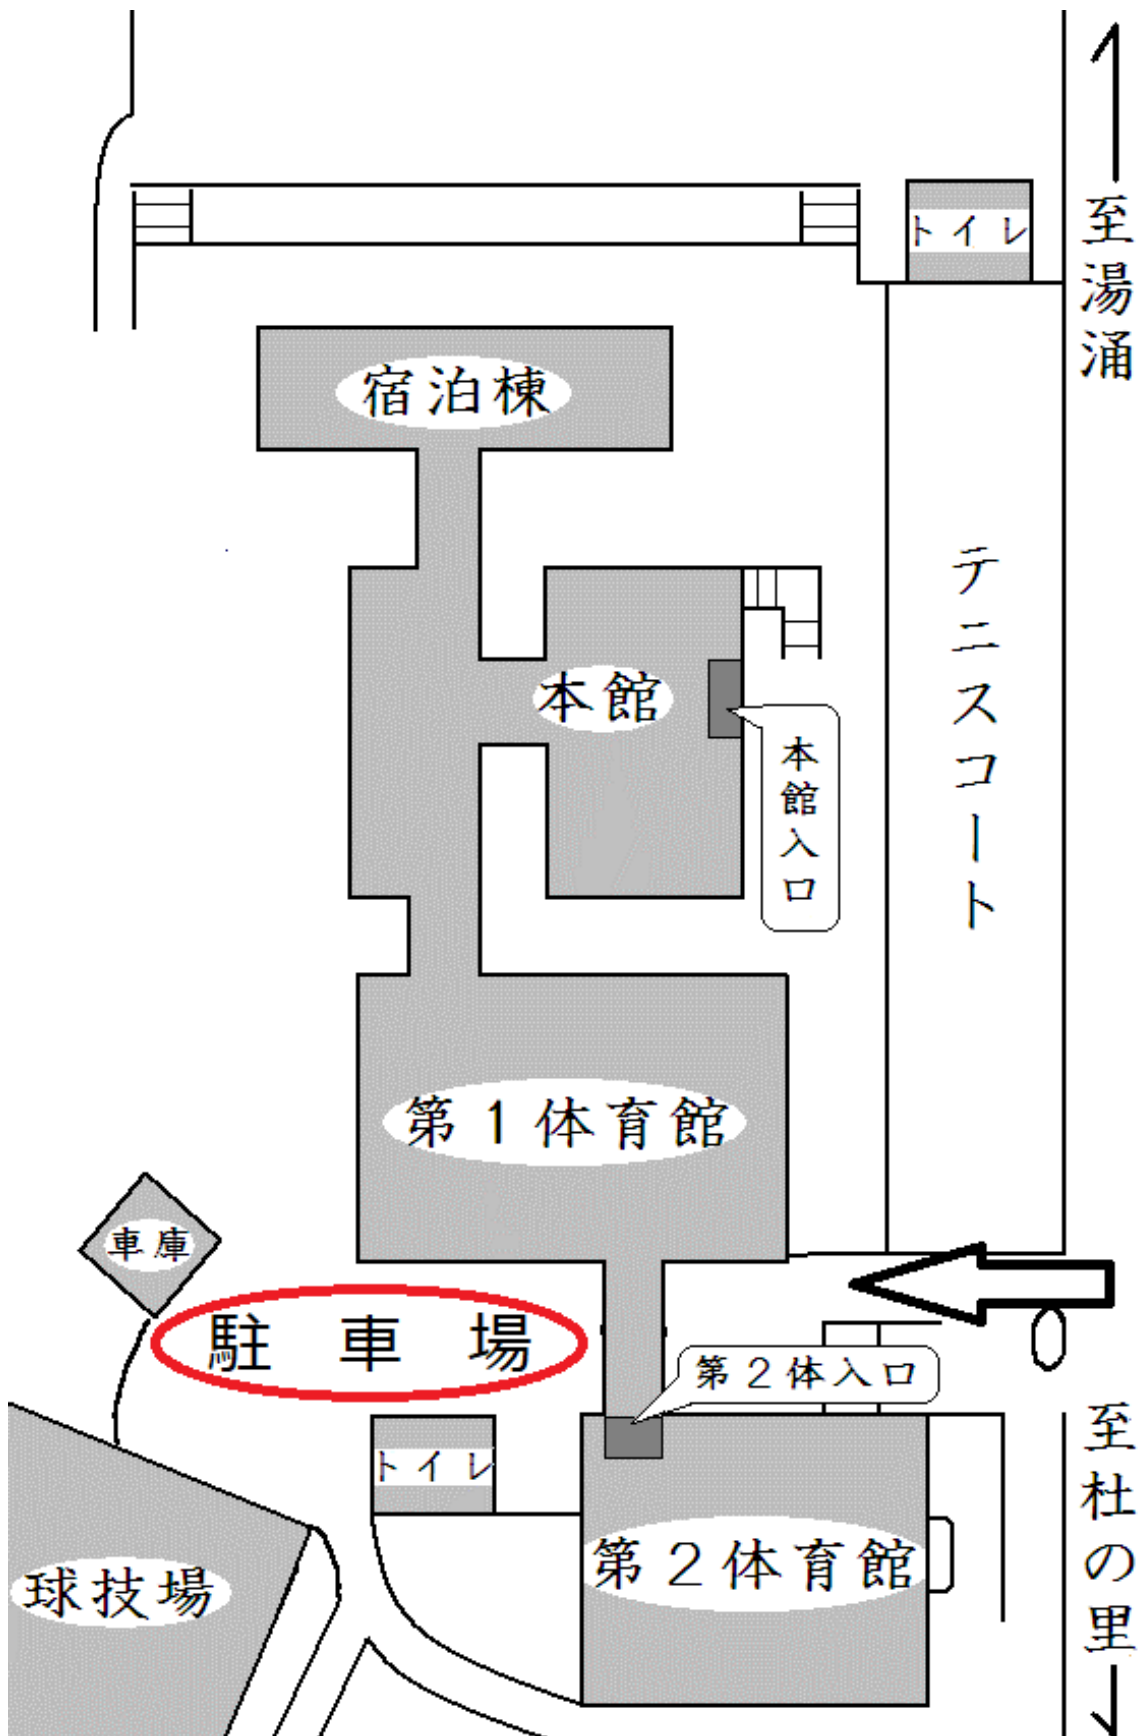 トイレ
至湯涌
宿泊棟
テニスコート
本館
本館入口
第1体育館
車庫
駐車場
第2体入口
トイレ
至杜の里
第2体育館
球技場